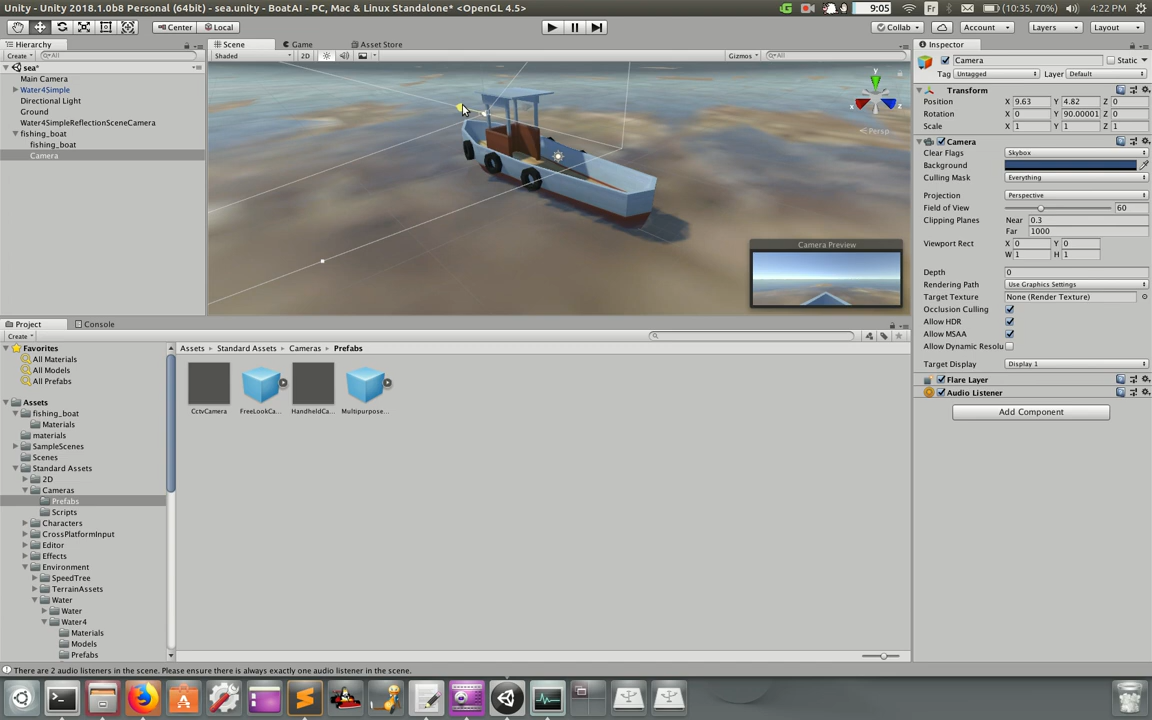 Unity - Unity 2018.1.0b8 Personal (64bit) - sea.unity - BoatAI - PC, Mac & Linux Standalone* <OpenGL 4.5>
9:05
Fr
(10:35, 70%)
4:22 PM
Center
Local
Collab
Account
Layers
Layout
Hierarchy
Create
All
sea*
Main Camera
Water4Simple
Directional Light
Ground
Water4SimpleReflectionSceneCamera
fishing_boat
fishing_boat
Camera
Scene
Game
Asset Store
Shaded
2D
Gizmos
All
y
x
z
Persp
Camera Preview
Inspector
Camera
Static
Tag Untagged
Layer Default
Transform
Position X 9.63 Y 4.82 Z 0
Rotation X 0 Y 90.00001 Z 0
Scale X 1 Y 1 Z 1
Camera
Clear Flags Skybox
Background
Culling Mask Everything
Projection Perspective
Field of View 60
Clipping Planes Near 0.3
Far 1000
Viewport Rect X 0 Y 0
W 1 H 1
Depth 0
Rendering Path Use Graphics Settings
Target Texture None (Render Texture)
Occlusion Culling
Allow HDR
Allow MSAA
Allow Dynamic Resolu
Target Display Display 1
Flare Layer
Audio Listener
Add Component
Project
Console
Create
Favorites
All Materials
All Models
All Prefabs
Assets
fishing_boat
Materials
materials
SampleScenes
Scenes
Standard Assets
2D
Cameras
Prefabs
Scripts
Characters
CrossPlatformInput
Editor
Effects
Environment
SpeedTree
TerrainAssets
Water
Water
Water4
Materials
Models
Prefabs
Assets
Standard Assets
Cameras
Prefabs
CctvCamera
FreeLookCa...
HandheldCa...
Multipurpose...
There are 2 audio listeners in the scene. Please ensure there is always exactly one audio listener in the scene.